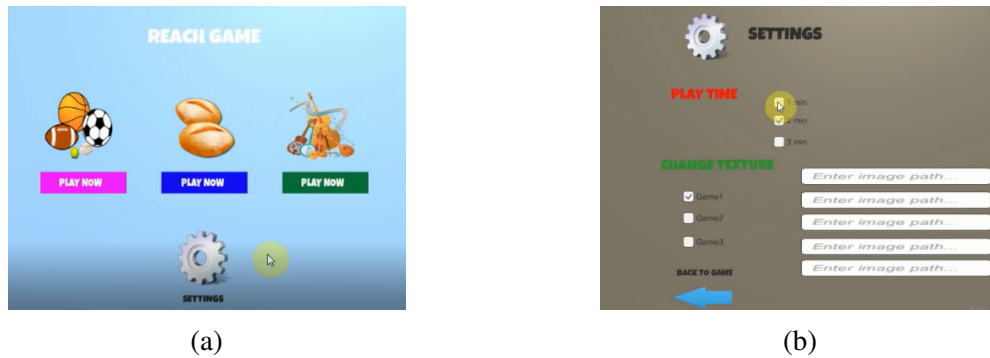 REACH GAME
PLAY NOW
PLAY NOW
PLAY NOW
SETTINGS
(a)
SETTINGS
PLAY TIME
1 min
2 min
3 min
CHANGE TEXTURE
Enter image path...
Game1
Enter image path...
Game2
Enter image path...
Game3
Enter image path...
BACK TO GAME
Enter image path...
(b)